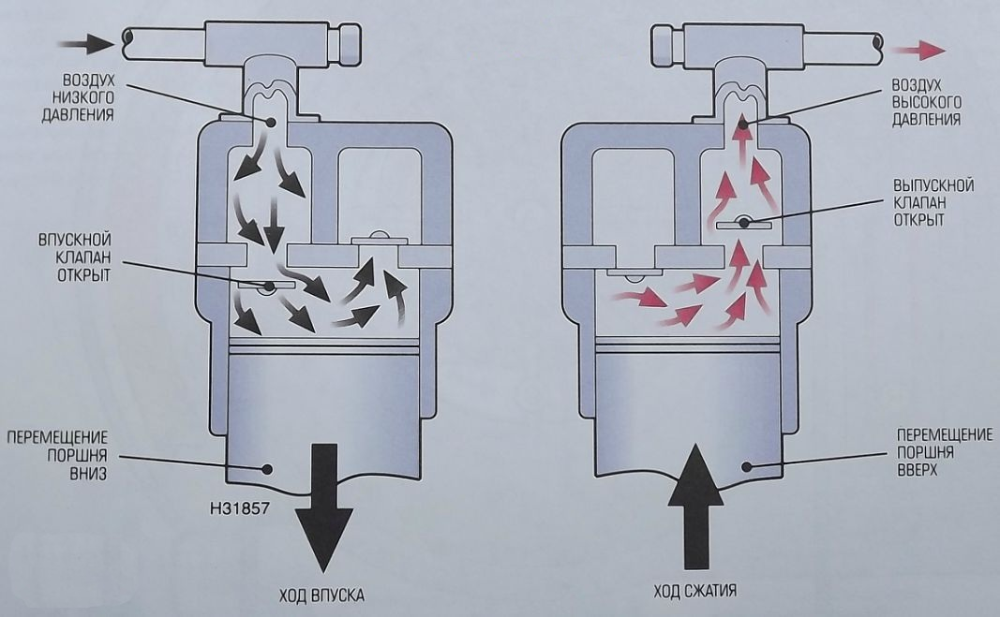 ВОЗДУХ
НИЗКОГО
ДАВЛЕНИЯ
ВПУСКНОЙ
КЛАПАН
ОТКРЫТ
ПЕРЕМЕЩЕНИЕ
ПОРШНЯ
ВНИЗ
H31857
ХОД ВПУСКА
ВОЗДУХ
ВЫСОКОГО
ДАВЛЕНИЯ
ВЫПУСКНОЙ
КЛАПАН
ОТКРЫТ
ПЕРЕМЕЩЕНИЕ
ПОРШНЯ
ВВЕРХ
ХОД СЖАТИЯ